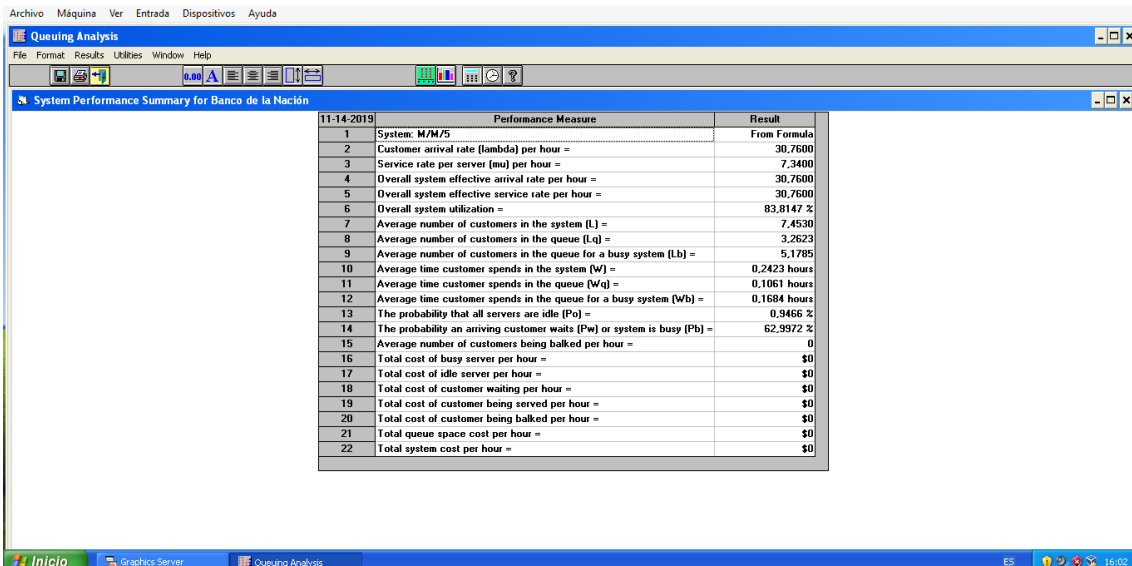 Archivo Máquina Ver Entrada Dispositivos Ayuda
Queuing Analysis
File Format Results Utilities Window Help
0.00 A
System Performance Summary for Banco de la Nación
11-14-2019 Performance Measure Result
1 System: M/M/5 From Formula
2 Customer arrival rate (lambda) per hour = 30,7600
3 Service rate per server (mu) per hour = 7,3400
4 Overall system effective arrival rate per hour = 30,7600
5 Overall system effective service rate per hour = 30,7600
6 Overall system utilization = 83,8147 %
7 Average number of customers in the system (L) = 7,4530
8 Average number of customers in the queue (Lq) = 3,2623
9 Average number of customers in the queue for a busy system (Lb) = 5,1785
10 Average time customer spends in the system (W) = 0,2423 hours
11 Average time customer spends in the queue (Wq) = 0,1061 hours
12 Average time customer spends in the queue for a busy system (Wb) = 0,1684 hours
13 The probability that all servers are idle (Po) = 0,9466 %
14 The probability an arriving customer waits (Pw) or system is busy (Pb) = 62,9972 %
15 Average number of customers being balked per hour = 0
16 Total cost of busy server per hour = $0
17 Total cost of idle server per hour = $0
18 Total cost of customer waiting per hour = $0
19 Total cost of customer being served per hour = $0
20 Total cost of customer being balked per hour = $0
21 Total queue space cost per hour = $0
22 Total system cost per hour = $0
Inicio Graphics Server Queuing Analysis ES 16:02